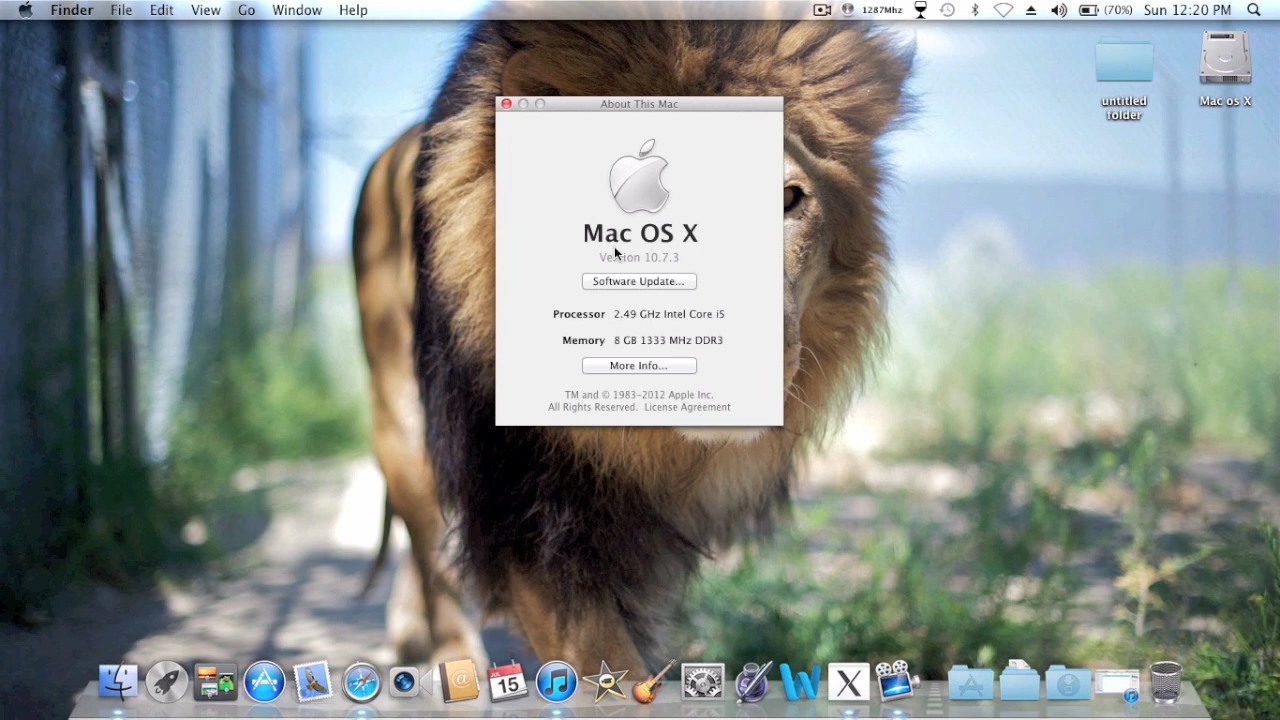 Finder File Edit View Go Window Help 1287Mhz (70%) Sun 12:20 PM
untitled
folder
Mac os X
About This Mac
Mac OS X
Version 10.7.3
Software Update...
Processor 2.49 GHz Intel Core i5
Memory 8 GB 1333 MHz DDR3
More Info...
TM and © 1983-2012 Apple Inc.
All Rights Reserved. License Agreement
JUL
15